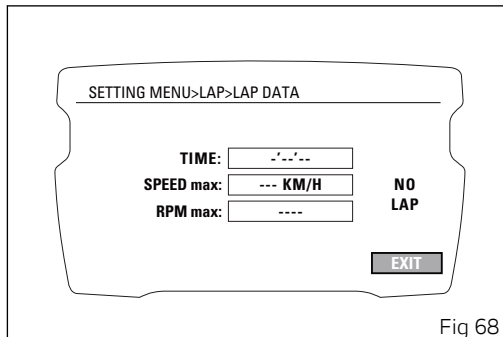 SETTING MENU>LAP>LAP DATA
TIME: -'--'--
SPEED max: --- KM/H
RPM max: ----
NO
LAP
EXIT
Fig 68